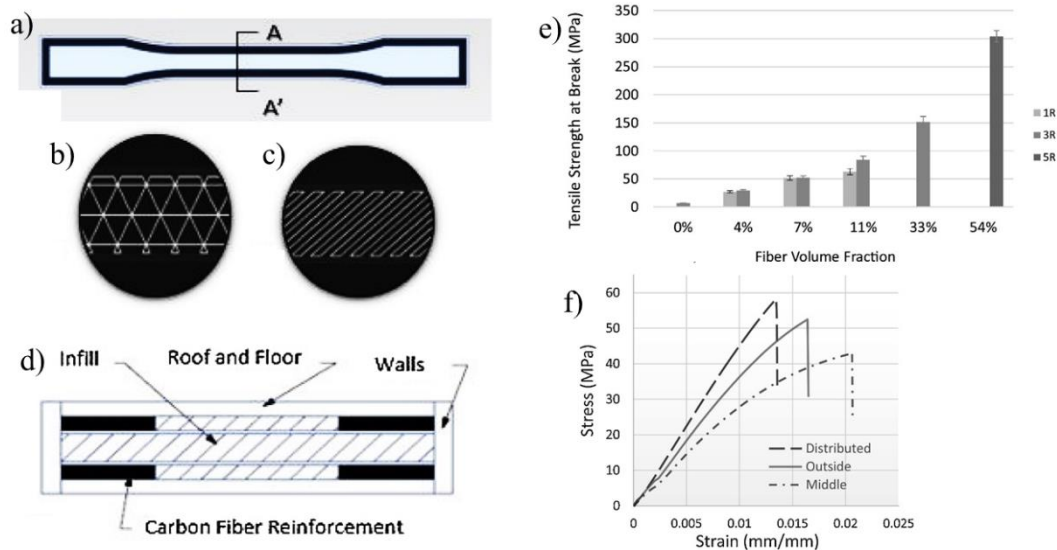 a)
A
A'
b)
c)
d)
Infill
Roof and Floor
Walls
Carbon Fiber Reinforcement
e)
Tensile Strength at Break (MPa)
350
300
250
200
150
100
50
0
0%
4%
7%
11%
33%
54%
Fiber Volume Fraction
1R
3R
5R
f)
Stress (MPa)
60
50
40
30
20
10
0
0
0.005
0.01
0.015
0.02
0.025
Strain (mm/mm)
Distributed
Outside
Middle